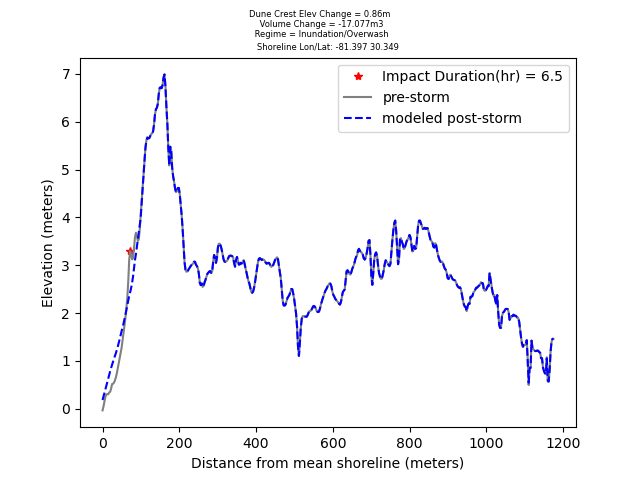 Dune Crest Elev Change = 0.86m
Volume Change = -17.077m3
Regime = Inundation/Overwash
Shoreline Lon/Lat: -81.397 30.349
Impact Duration(hr) = 6.5
pre-storm
modeled post-storm
Elevation (meters)
7
6
5
4
3
2
1
0
0 200 400 600 800 1000 1200
Distance from mean shoreline (meters)